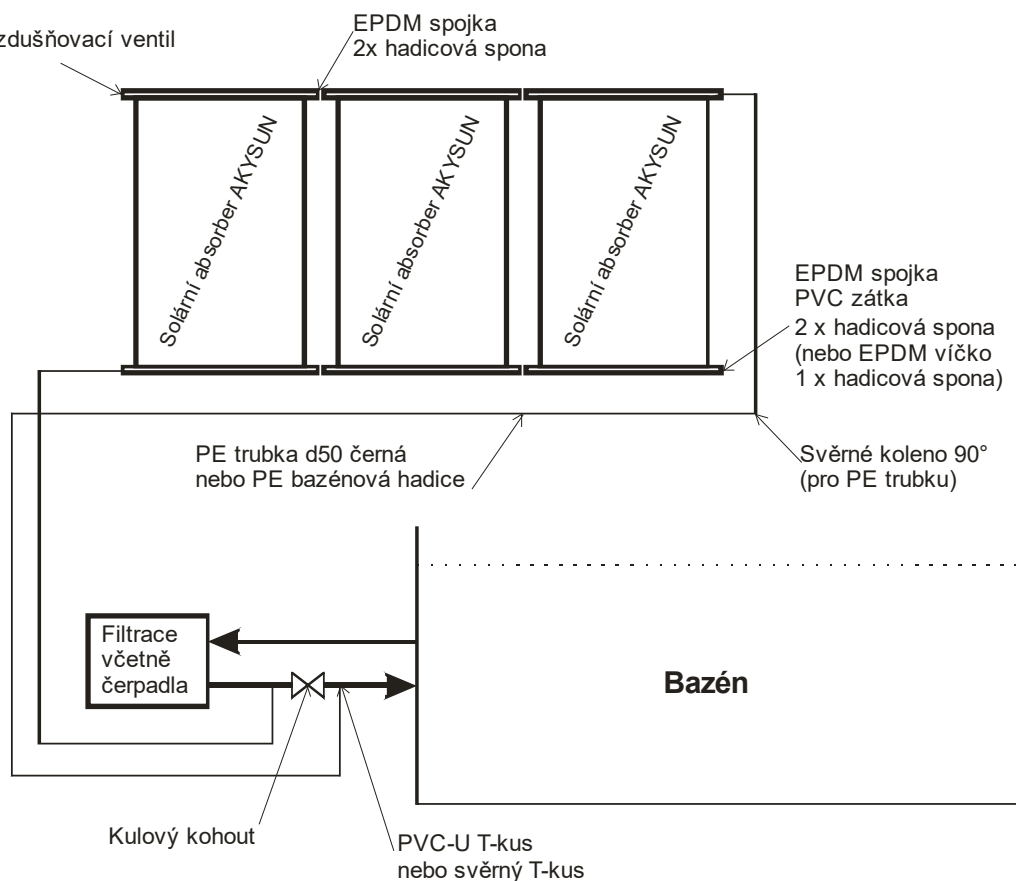 zdušňovací ventil
EPDM spojka
2x hadicová spona
Solární absorber AKYSUN
Solární absorber AKYSUN
Solární absorber AKYSUN
EPDM spojka
PVC zátka
2 x hadicová spona
(nebo EPDM víčko
1 x hadicová spona)
PE trubka d50 černá
nebo PE bazénová hadice
Svěrné koleno 90°
(pro PE trubku)
Filtrace
včetně
čerpadla
Bazén
Kulový kohout
PVC-U T-kus
nebo svěrný T-kus